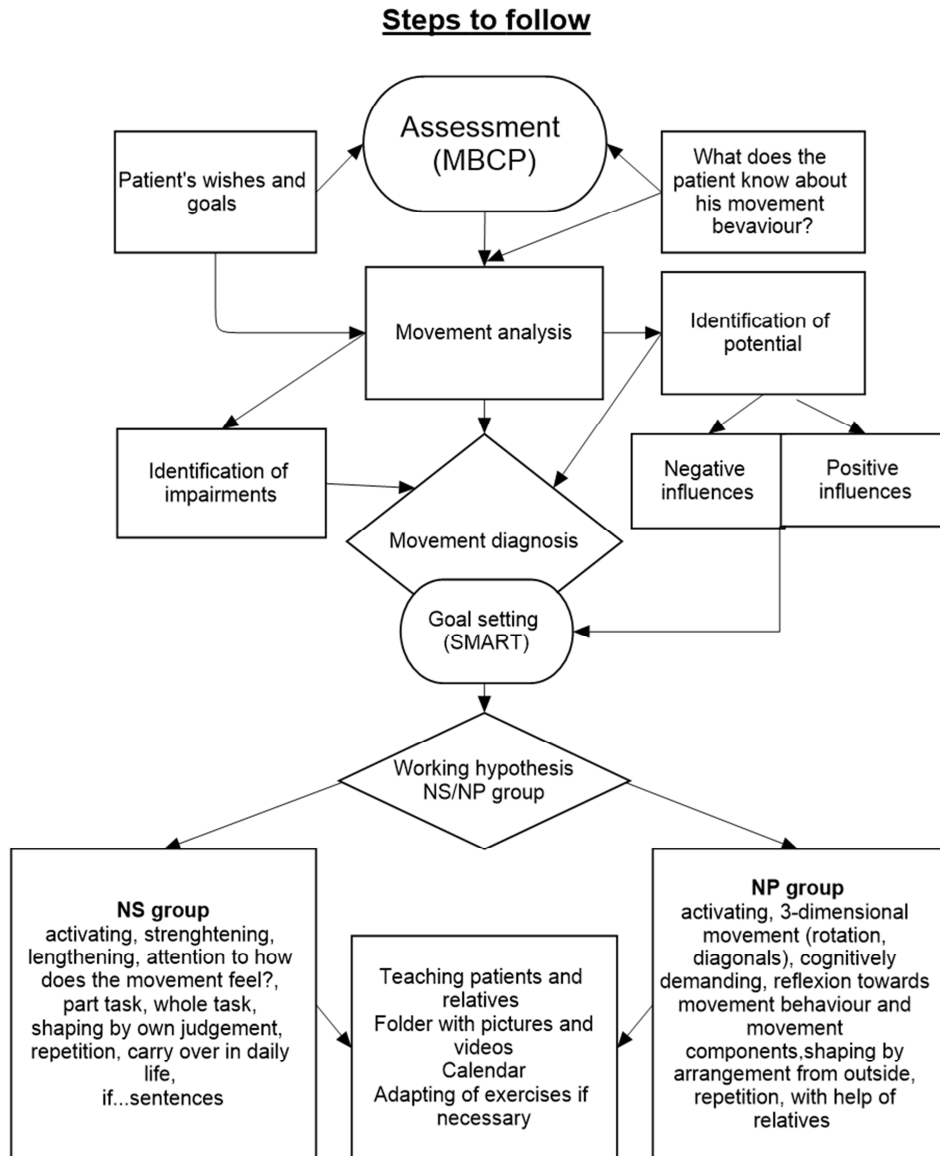 Steps to follow
Assessment
(MBCP)
Patient's wishes and
goals
What does the
patient know about
his movement
bevaviour?
Movement analysis
Identification of
potential
Identification of
impairments
Negative
influences
Positive
influences
Movement diagnosis
Goal setting
(SMART)
Working hypothesis
NS/NP group
NS group
activating, strenghtening,
lengthening, attention to how
does the movement feel?,
part task, whole task,
shaping by own judgement,
repetition, carry over in daily
life,
if...sentences
Teaching patients and
relatives
Folder with pictures and
videos
Calendar
Adapting of exercises if
necessary
NP group
activating, 3-dimensional
movement (rotation,
diagonals), cognitively
demanding, reflexion towards
movement behaviour and
movement
components,shaping by
arrangement from outside,
repetition, with help of
relatives